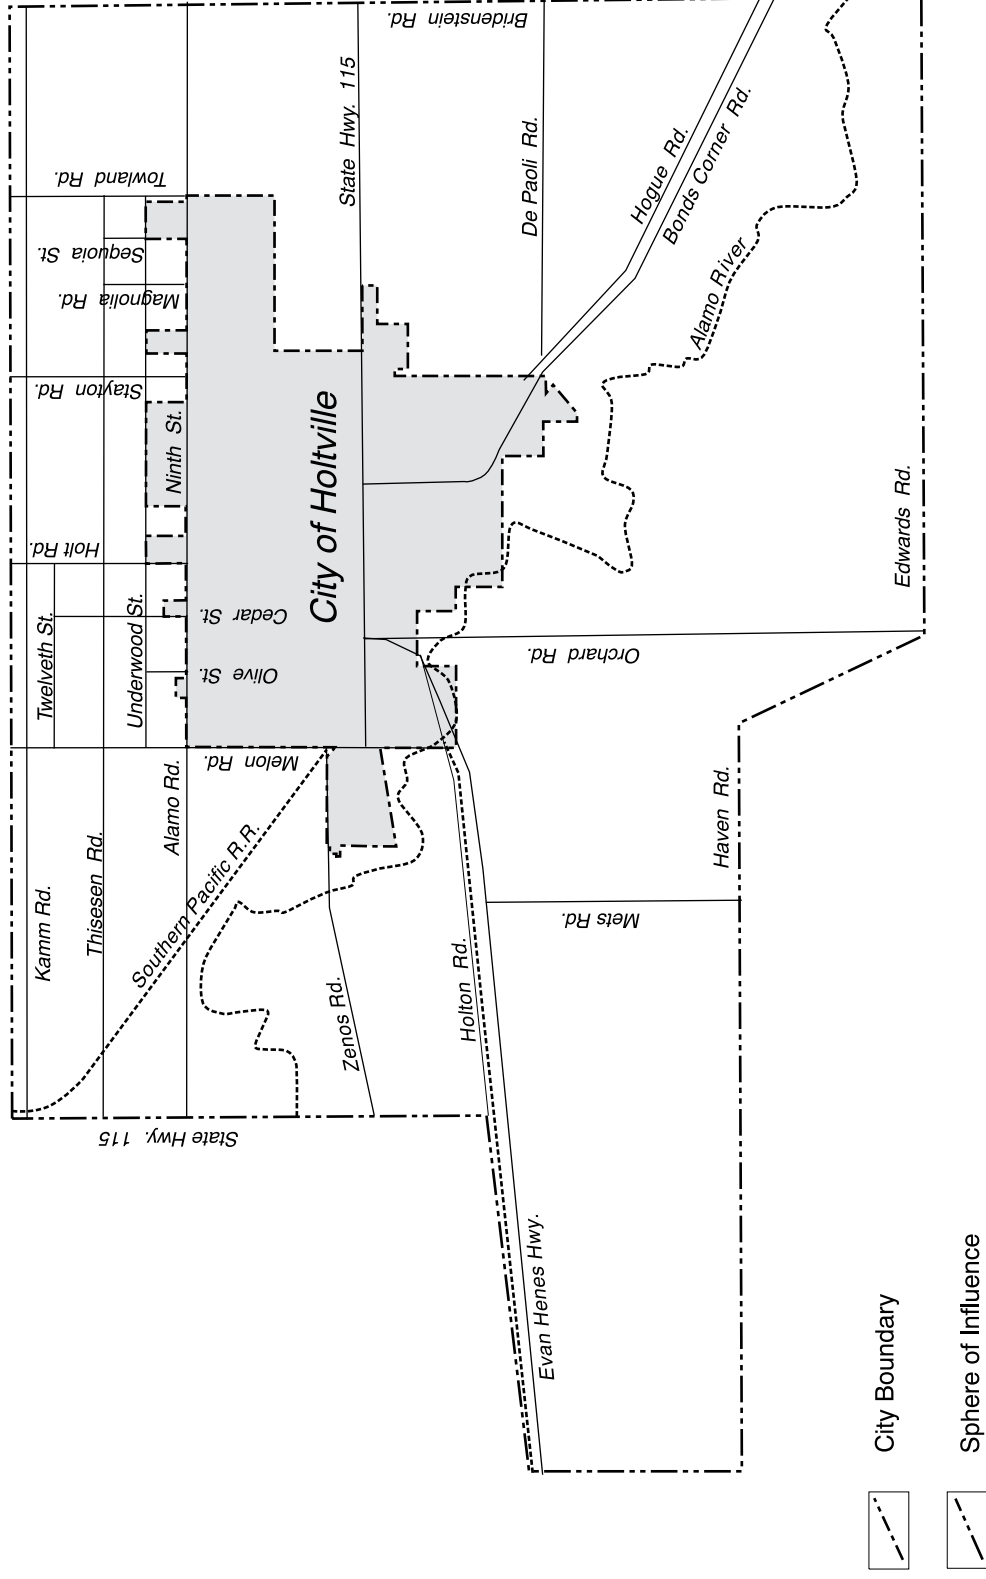 Kamm Rd.
Twelveth St.
Thisesen Rd.
Underwood St.
Alamo Rd.
Ninth St.
Southern Pacific R.R.
State Hwy. 115
Melon Rd.
Olive St.
Cedar St.
Holt Rd.
Stayton Rd.
Magnolia Rd.
Sequoia St.
Towland Rd.
Bridenstein Rd.
City of Holtville
State Hwy. 115
Zenos Rd.
Holton Rd.
Evan Henes Hwy.
De Paoli Rd.
Hogue Rd.
Bonds Corner Rd.
Alamo River
Orchard Rd.
Mets Rd.
Haven Rd.
Edwards Rd.
City Boundary
Sphere of Influence